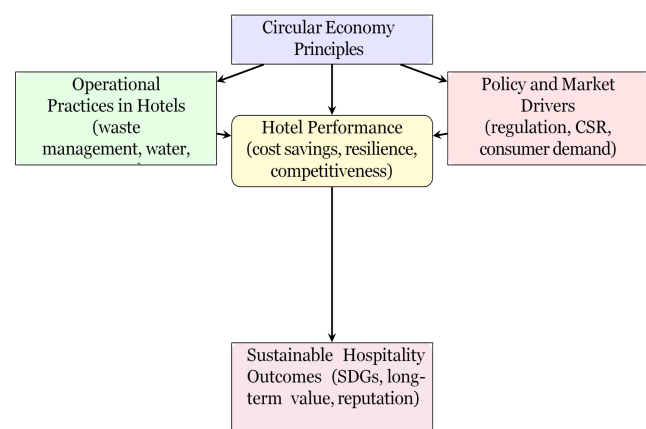 Circular Economy
Principles
Operational
Practices in Hotels
(waste
management, water,
Hotel Performance
(cost savings, resilience,
competitiveness)
Policy and Market
Drivers
(regulation, CSR,
consumer demand)
Sustainable Hospitality
Outcomes (SDGs, long-
term value, reputation)